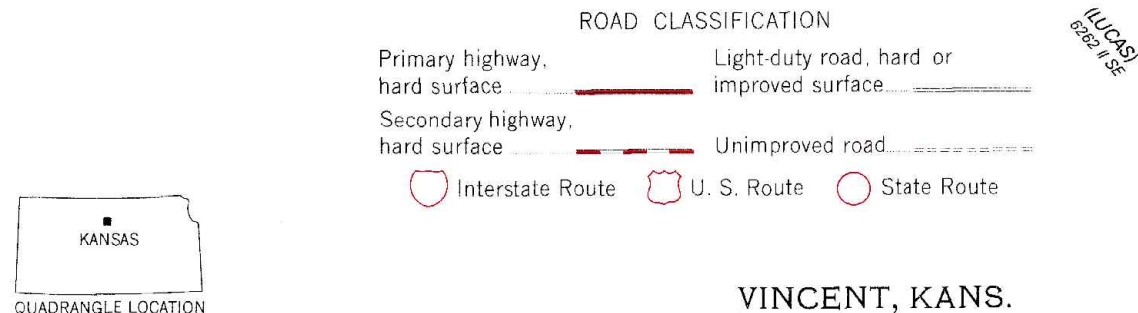 ROAD CLASSIFICATION
Primary highway,
hard surface
Light-duty road, hard or
improved surface
Secondary highway,
hard surface
Unimproved road
Interstate Route
U. S. Route
State Route
(LUCAS)
6262 II SE
KANSAS
QUADRANGLE LOCATION
VINCENT, KANS.